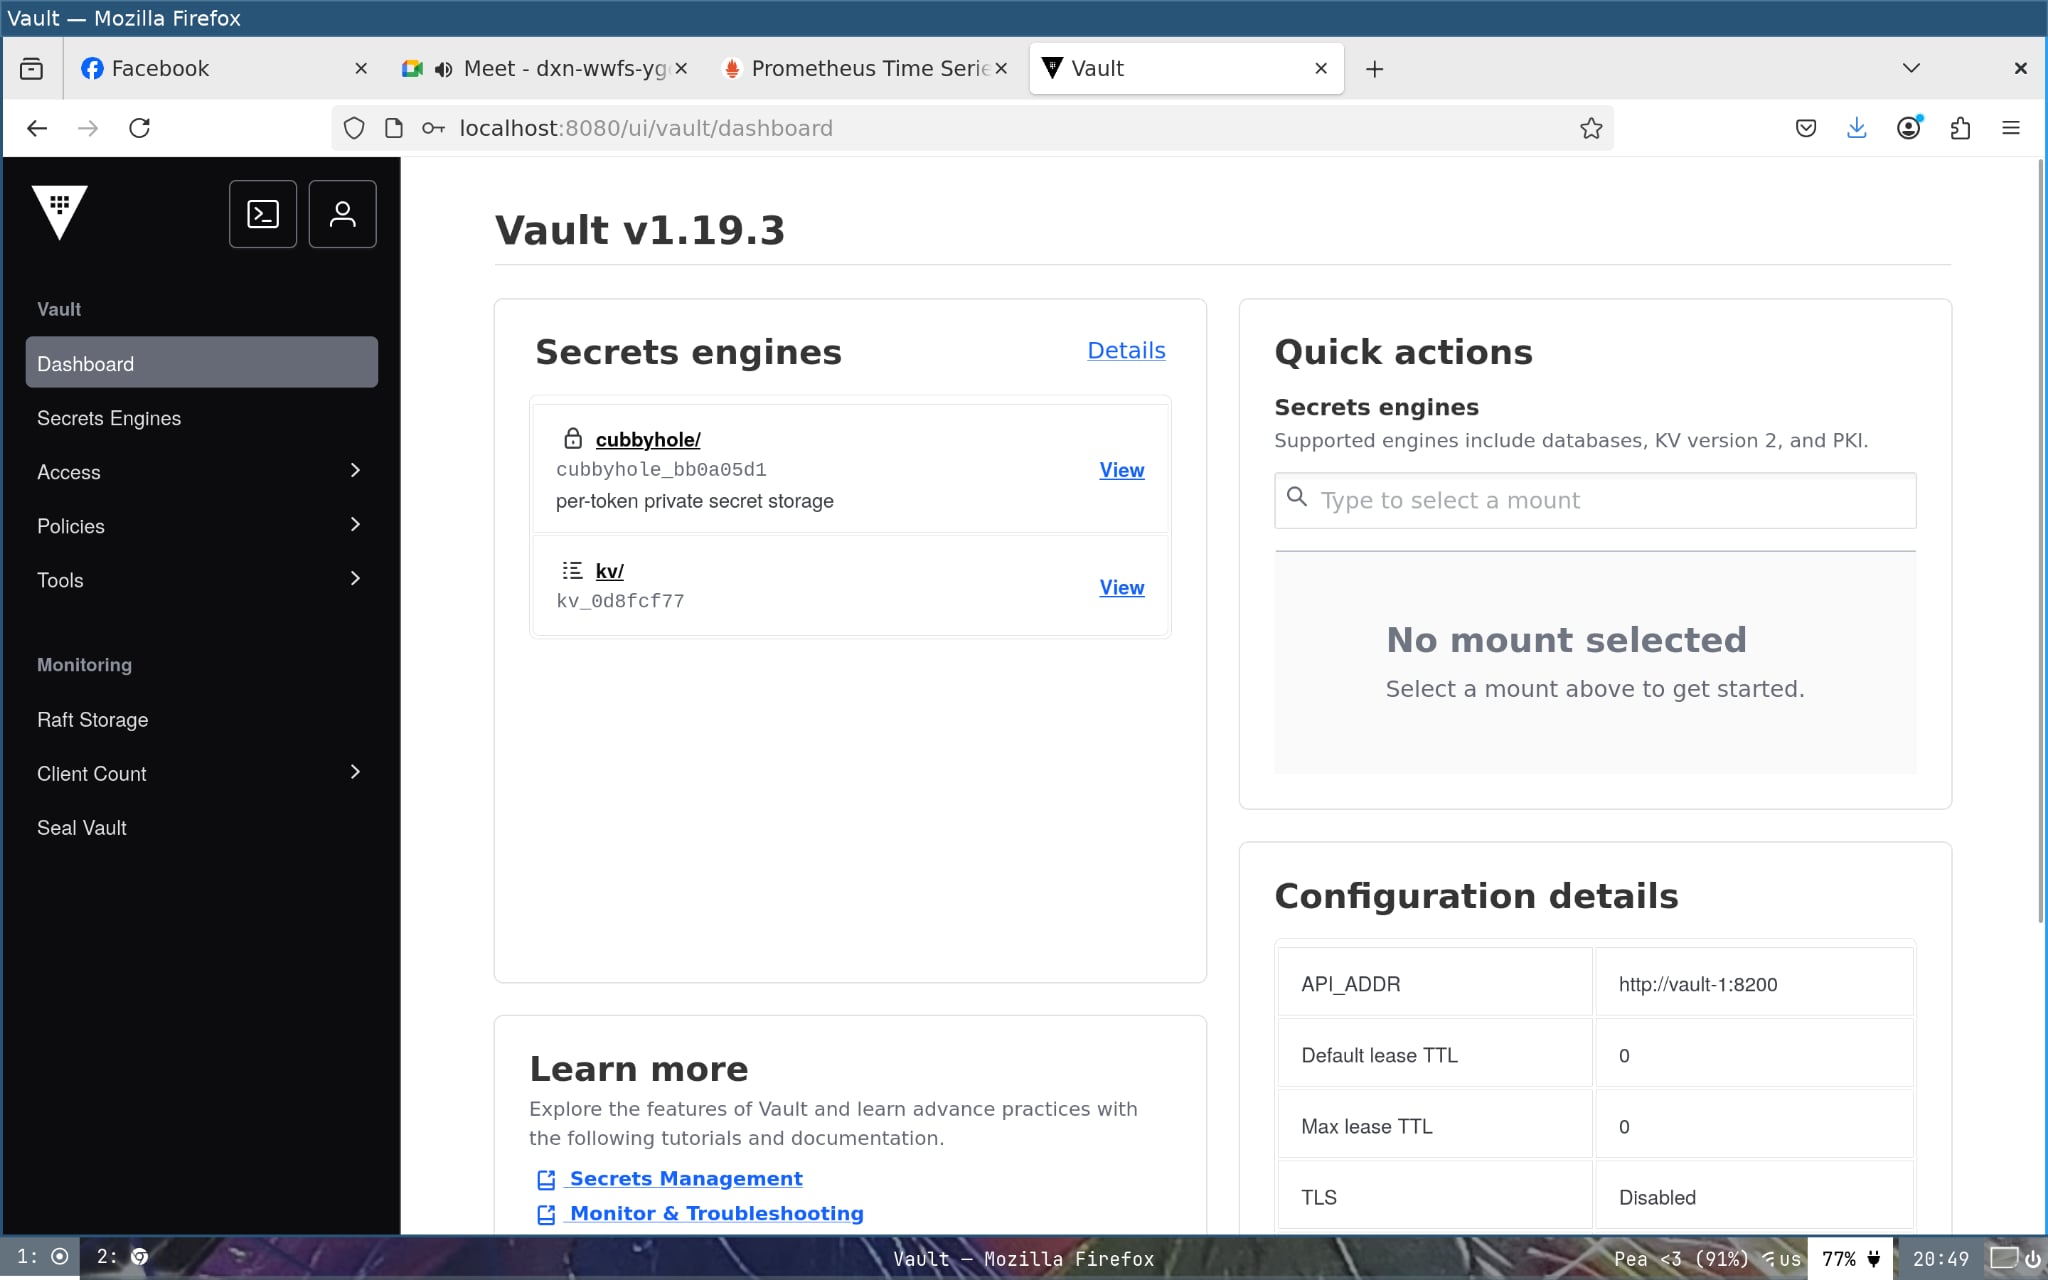 Vault — Mozilla Firefox
Facebook
Meet - dxn-wwfs-yg
Prometheus Time Serie
Vault
localhost:8080/ui/vault/dashboard
Vault
Dashboard
Secrets Engines
Access
Policies
Tools
Monitoring
Raft Storage
Client Count
Seal Vault
Vault v1.19.3
Secrets engines
Details
cubbyhole/
cubbyhole_bb0a05d1
per-token private secret storage
View
kv/
kv_0d8fcf77
View
Learn more
Explore the features of Vault and learn advance practices with
the following tutorials and documentation.
Secrets Management
Monitor & Troubleshooting
Quick actions
Secrets engines
Supported engines include databases, KV version 2, and PKI.
Type to select a mount
No mount selected
Select a mount above to get started.
Configuration details
API_ADDR http://vault-1:8200
Default lease TTL 0
Max lease TTL 0
TLS Disabled
1: 2: Vault — Mozilla Firefox Pea <3 (91%) us 77% 20:49